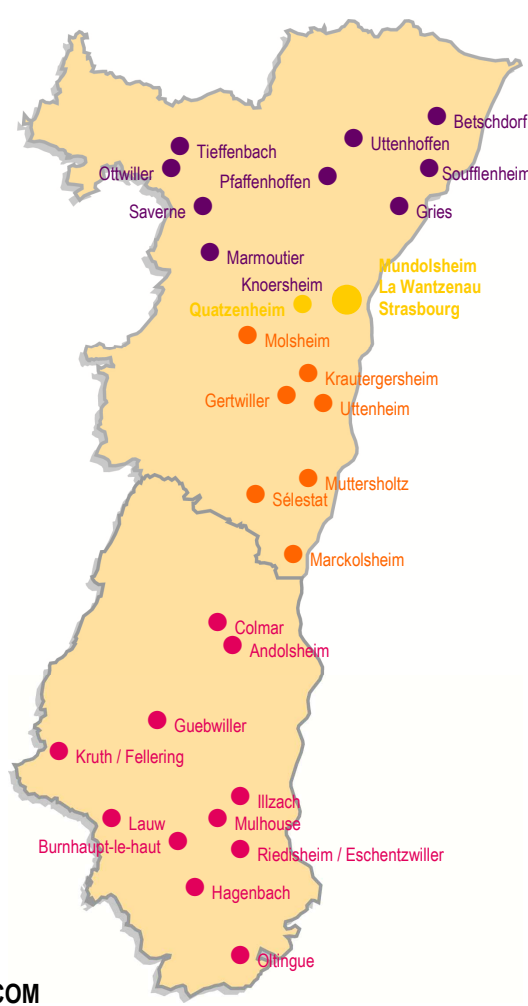 Betschdorf
Uttenhoffen
Tieffenbach
Ottwiller
Soufflenheim
Pfaffenhoffen
Saverne
Gries
Marmoutier
Mundolsheim
Knoersheim
La Wantzenau
Quatzenheim
Strasbourg
Molsheim
Krautergersheim
Gertwiller
Uttenheim
Muttersholtz
Sélestat
Marckolsheim
Colmar
Andolsheim
Guebwiller
Kruth / Fellering
Illzach
Lauw
Mulhouse
Burnhaupt-le-haut
Riedisheim / Eschentzwiller
Hagenbach
Oltingue
COM